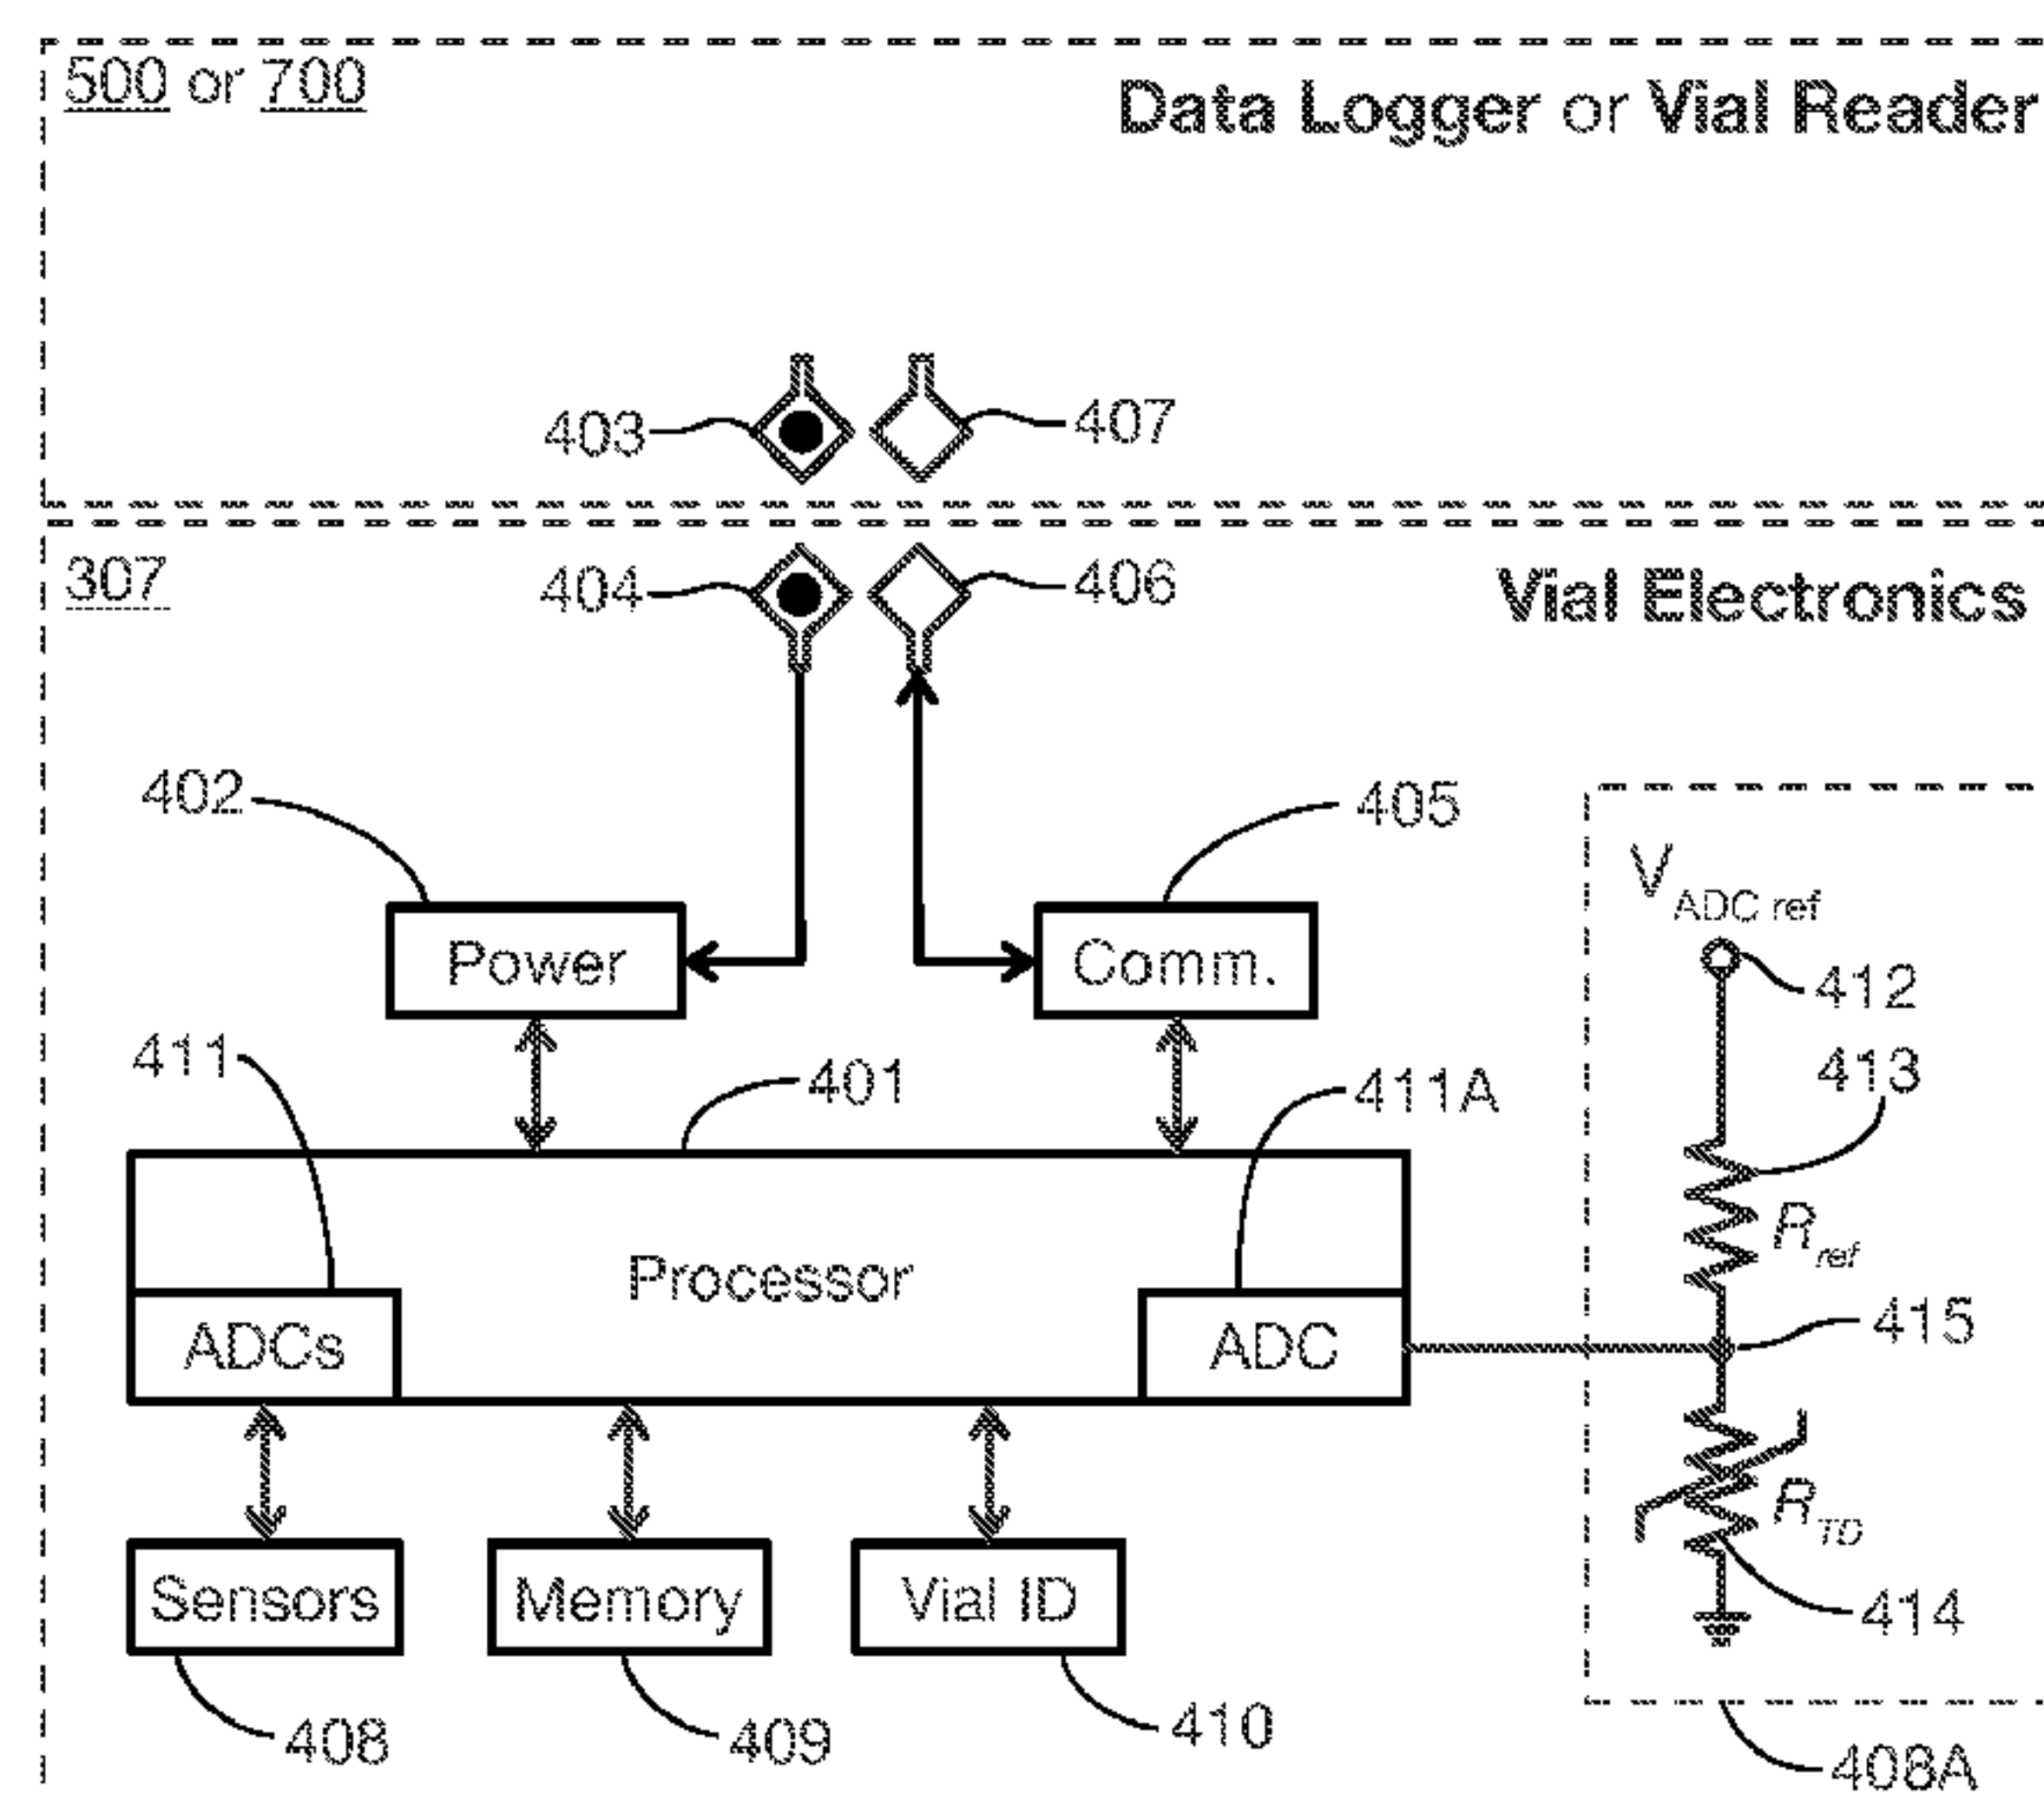 500 or 700
Data Logger or Vial Reader
403
407
307
404
406
Vial Electronics
402
405
V ADC ref
Power
Comm.
412
411
401
411A
413
Processor
R ref
ADCs
ADC
415
R TD
Sensors
Memory
Vial ID
414
408
409
410
408A